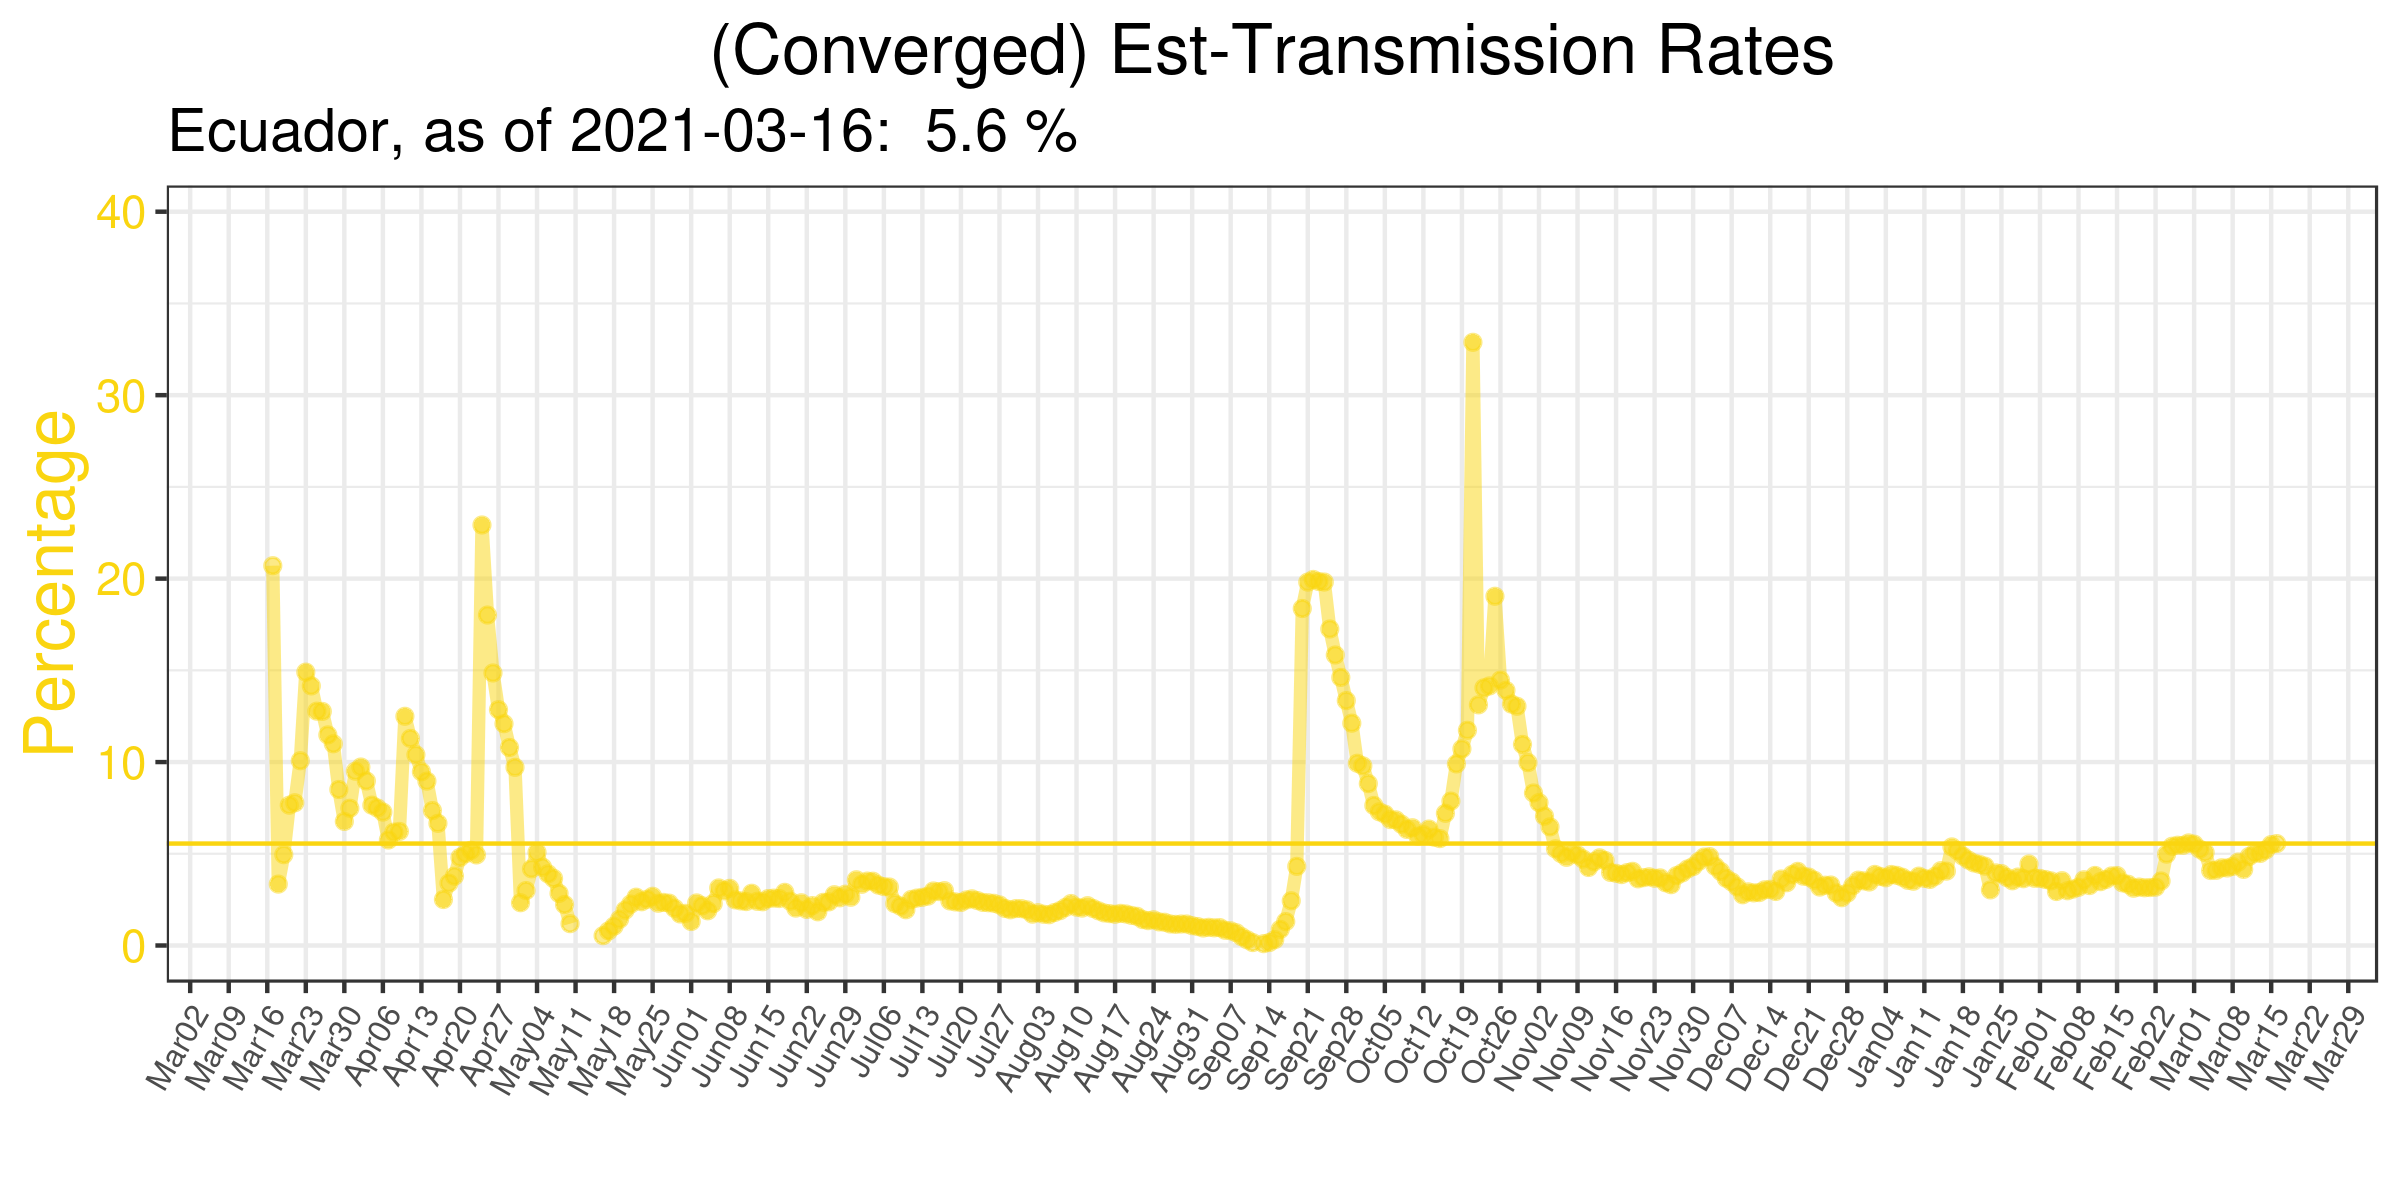 (Converged) Est-Transmission Rates
Ecuador, as of 2021-03-16: 5.6 %
Percentage
40
30
20
10
0
Mar02
Mar09
Mar16
Mar23
Mar30
Apr06
Apr13
Apr20
Apr27
May04
May11
May18
May25
Jun01
Jun08
Jun15
Jun22
Jun29
Jul06
Jul13
Jul20
Jul27
Aug03
Aug10
Aug17
Aug24
Aug31
Sep07
Sep14
Sep21
Sep28
Oct05
Oct12
Oct19
Oct26
Nov02
Nov09
Nov16
Nov23
Nov30
Dec07
Dec14
Dec21
Dec28
Jan04
Jan11
Jan18
Jan25
Feb01
Feb08
Feb15
Feb22
Mar01
Mar08
Mar15
Mar22
Mar29